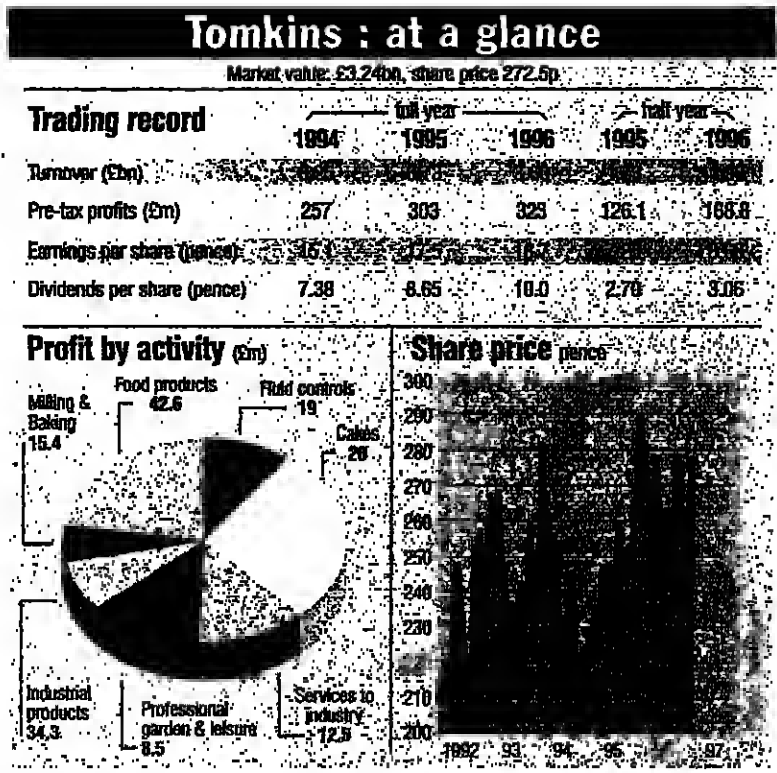 Tomkins : at a glance
Market value: £3.24bn, share price 272.5p
Trading record
full year
half year
1994 1995 1996 1995 1996
Turnover (£bn)
Pre-tax profits (£m) 257 303 323 126.1 168.8
Earnings per share (pence)
Dividends per share (pence) 7.38 8.65 10.0 2.70 3.06
Profit by activity (£m)
Food products
42.6
Fluid controls
19
Milling &
Baking
15.4
Cakes
20
Industrial
products
34.3
Professional
garden & leisure
8.5
Services to
industry
12.5
Share price pence
300
290
280
270
260
250
240
230
210
200
1992 93 94 95 97